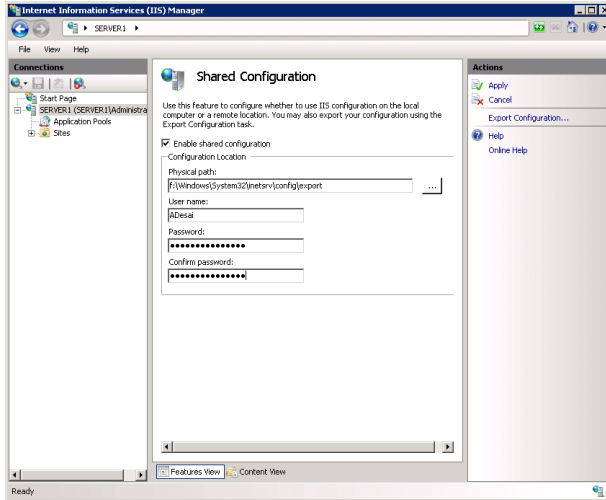 Internet Information Services (IIS) Manager
SERVER1
File View Help
Connections
Start Page
SERVER1 (SERVER1\Administra
Application Pools
Sites
Shared Configuration
Use this feature to configure whether to use IIS configuration on the local
computer or a remote location. You may also export your configuration using the
Export Configuration task.
Enable shared configuration
Configuration Location
Physical path:
f:\Windows\System32\inetsrv\config\export
...
User name:
ADesai
Password:
●●●●●●●●●●●●●●●
Confirm password:
●●●●●●●●●●●●●●●
Features View Content View
Actions
Apply
Cancel
Export Configuration...
Help
Online Help
Ready